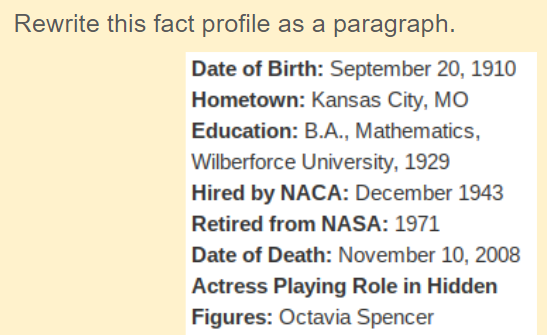 Rewrite this fact profile as a paragraph.
Date of Birth: September 20, 1910
Hometown: Kansas City, MO
Education: B.A., Mathematics,
Wilberforce University, 1929
Hired by NACA: December 1943
Retired from NASA: 1971
Date of Death: November 10, 2008
Actress Playing Role in Hidden
Figures: Octavia Spencer